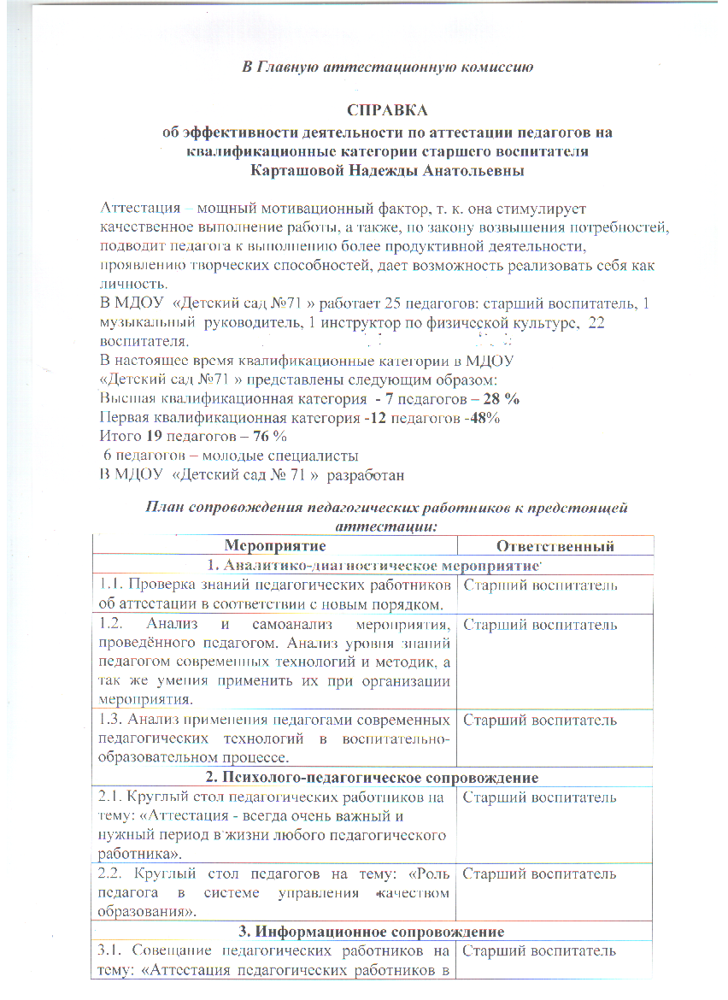 В Главную аттестационную комиссию
СПРАВКА
об эффективности деятельности по аттестации педагогов на
квалификационные категории старшего воспитателя
Карташовой Надежды Анатольевны
Аттестация – мощный мотивационный фактор, т. к. она стимулирует
качественное выполнение работы, а также, по закону возвышения потребностей,
подводит педагога к выполнению более продуктивной деятельности,
проявлению творческих способностей, дает возможность реализовать себя как
личность.
В МДОУ «Детский сад №71 » работает 25 педагогов: старший воспитатель, 1
музыкальный руководитель, 1 инструктор по физической культуре, 22
воспитателя.
В настоящее время квалификационные категории в МДОУ
«Детский сад №71 » представлены следующим образом:
Высшая квалификационная категория - 7 педагогов – 28 %
Первая квалификационная категория -12 педагогов -48%
Итого 19 педагогов – 76 %
6 педагогов – молодые специалисты
В МДОУ «Детский сад № 71 » разработан
План сопровождения педагогических работников к предстоящей
аттестации:
Мероприятие Ответственный
1. Аналитико-диагностическое мероприятие
1.1. Проверка знаний педагогических работников Старший воспитатель
об аттестации в соответствии с новым порядком.
1.2. Анализ и самоанализ мероприятия, Старший воспитатель
проведённого педагогом. Анализ уровня знаний
педагогом современных технологий и методик, а
так же умения применить их при организации
мероприятия.
1.3. Анализ применения педагогами современных Старший воспитатель
педагогических технологий в воспитательно-
образовательном процессе.
2. Психолого-педагогическое сопровождение
2.1. Круглый стол педагогических работников на Старший воспитатель
тему: «Аттестация - всегда очень важный и
нужный период в жизни любого педагогического
работника».
2.2. Круглый стол педагогов на тему: «Роль Старший воспитатель
педагога в системе управления качеством
образования».
3. Информационное сопровождение
3.1. Совещание педагогических работников на Старший воспитатель
тему: «Аттестация педагогических работников в